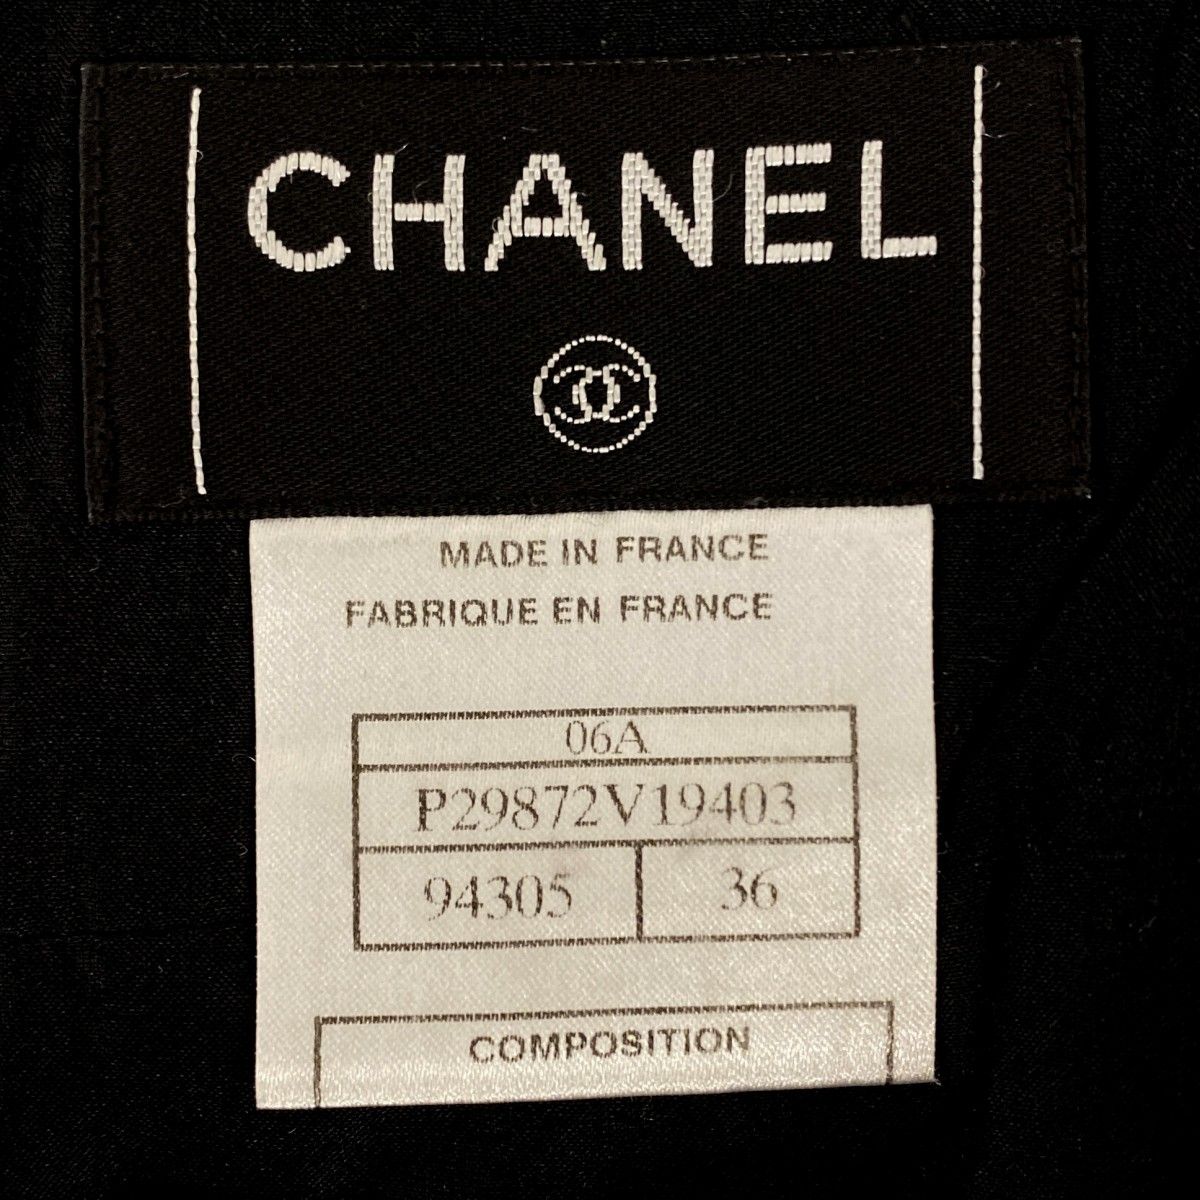 CHANEL
MADE IN FRANCE
FABRIQUE EN FRANCE
06A
P29872V19403
94305 36
COMPOSITION